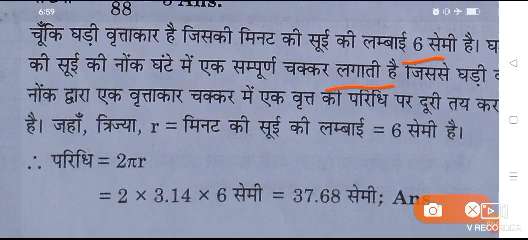 6:59
88 Ans.
चूँकि घड़ी वृत्ताकार है जिसकी मिनट की सूई की लम्बाई 6 सेमी है।
की सूई की नोंक घंटे में एक सम्पूर्ण चक्कर लगाती है जिससे घड़ी
नोंक द्वारा एक वृत्ताकार चक्कर में एक वृत्त की परिधि पर दूरी तय कर
है। जहाँ, त्रिज्या, r = मिनट की सूई की लम्बाई = 6 सेमी है।
∴ परिधि = 2πr
= 2 × 3.14 × 6 सेमी = 37.68 सेमी; Ans
V RECORDER